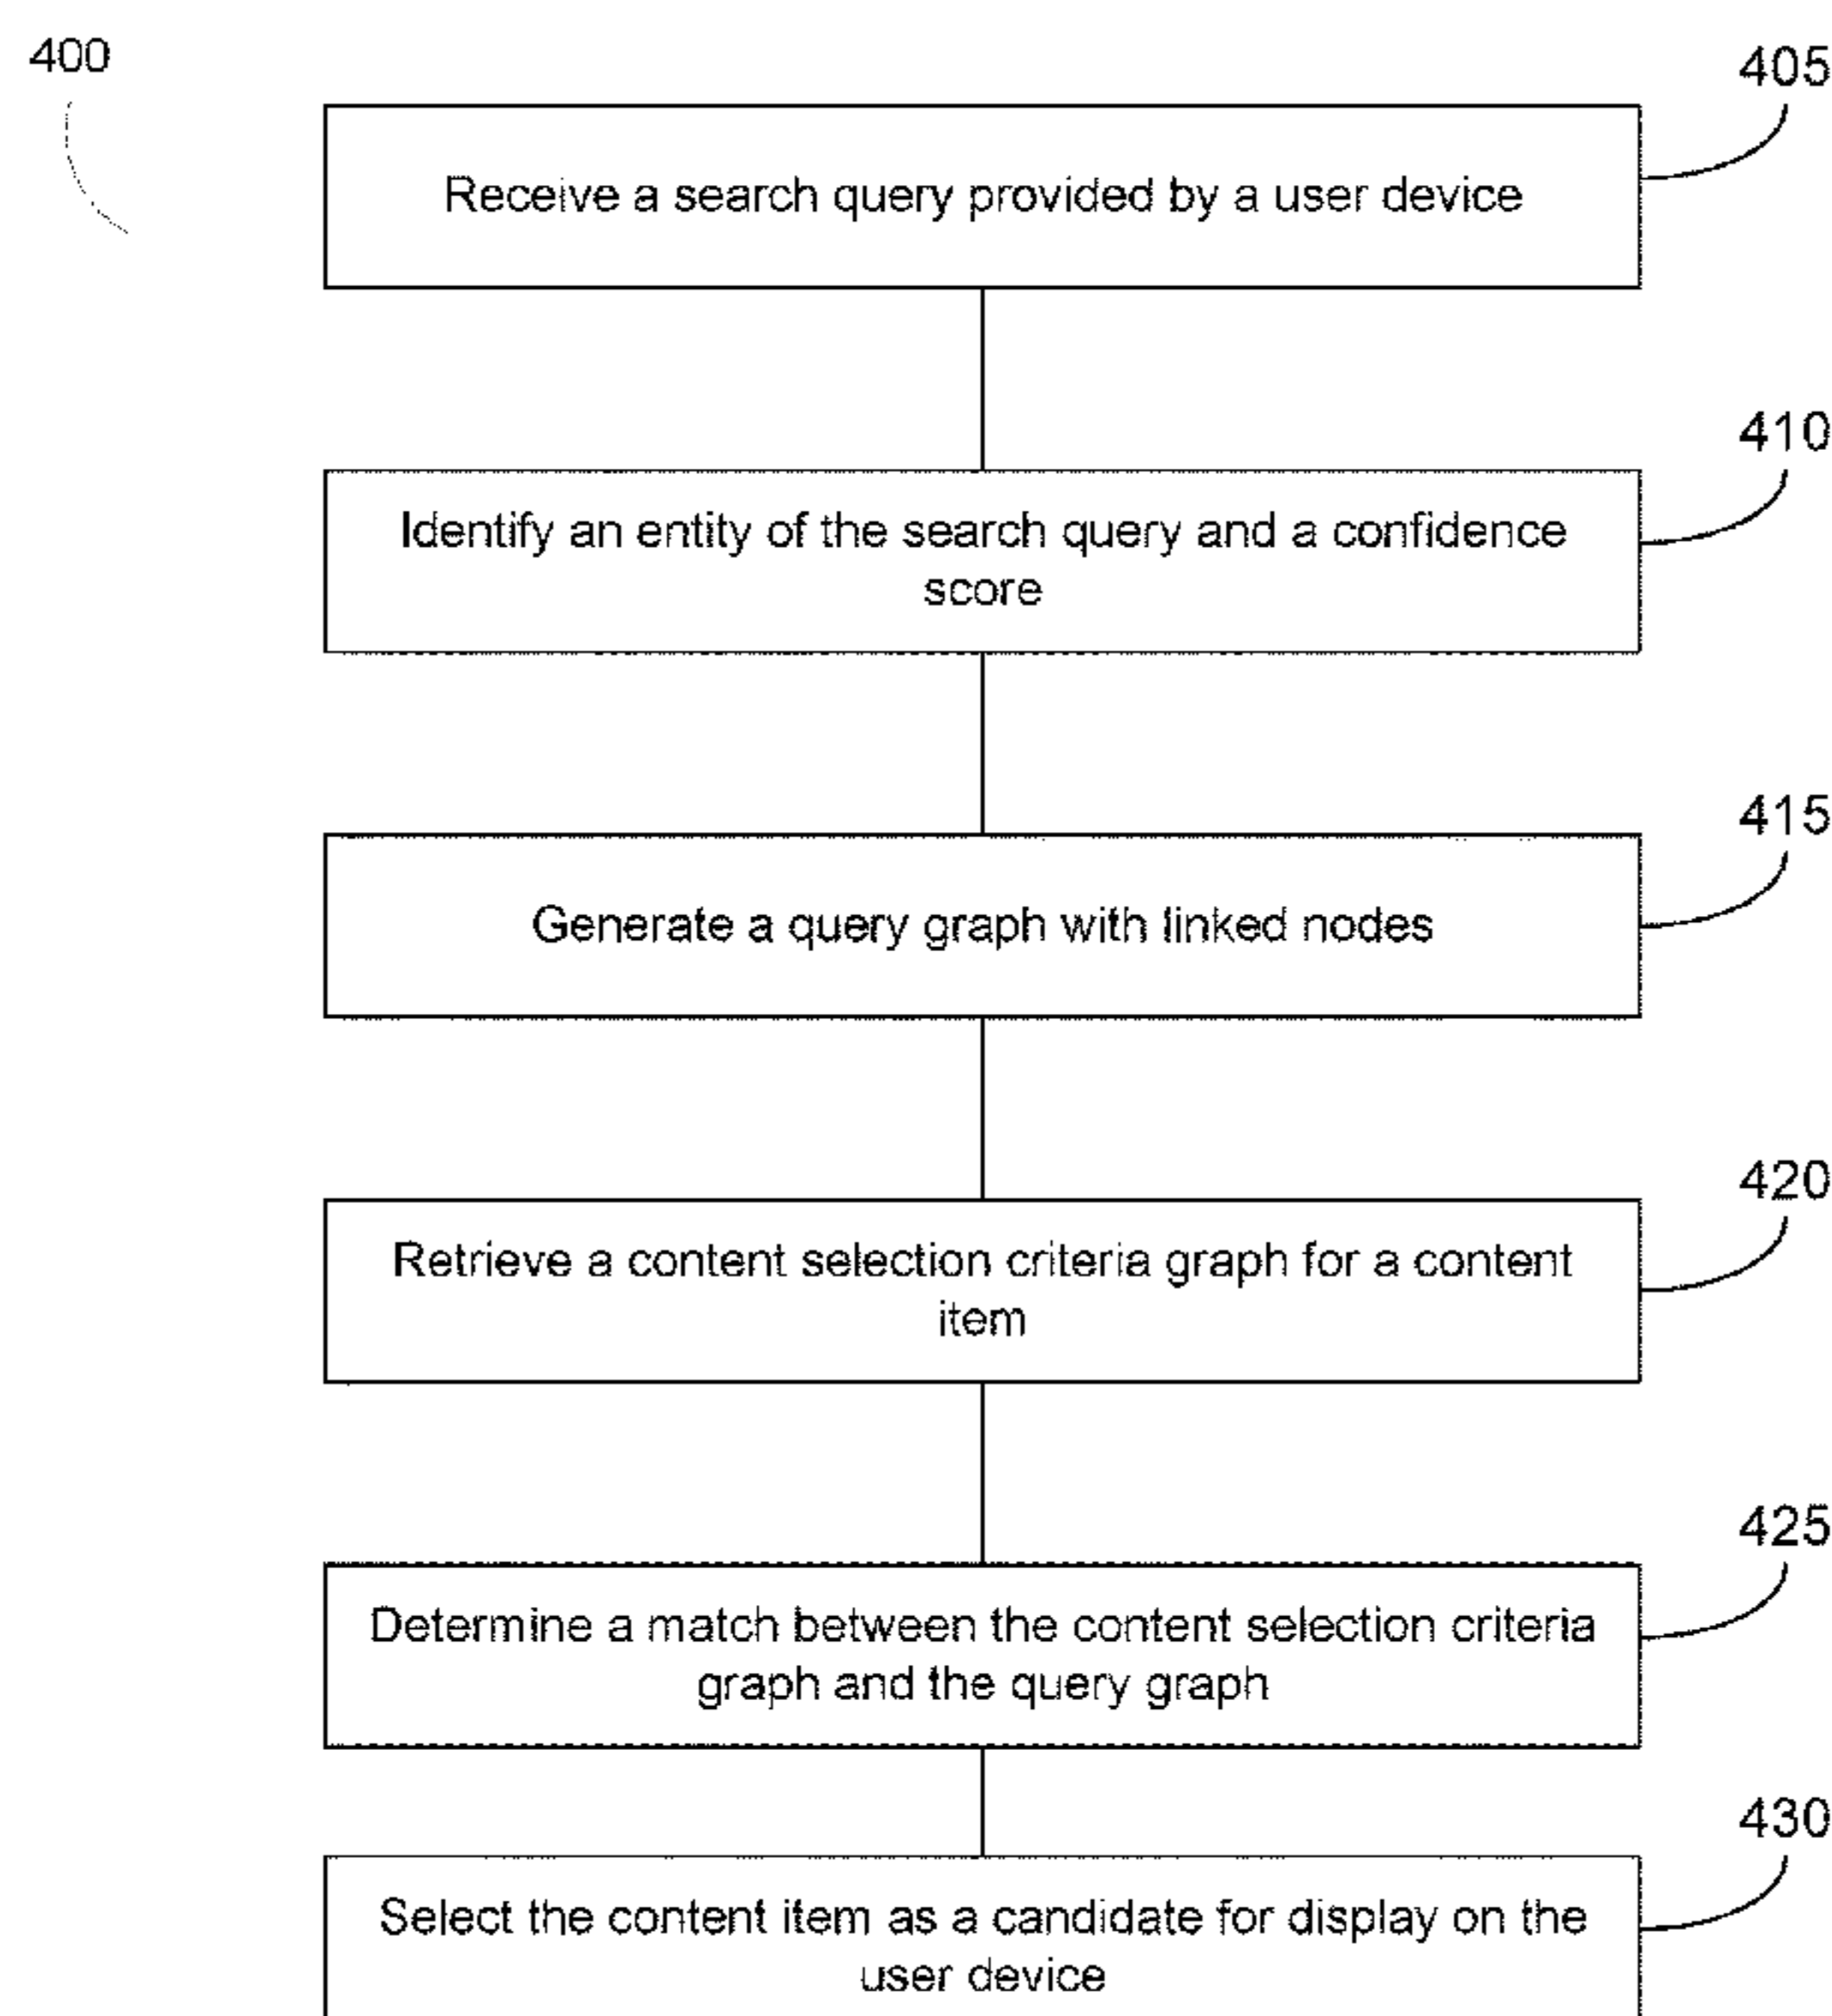 400
405
Receive a search query provided by a user device
410
Identify an entity of the search query and a confidence
score
415
Generate a query graph with linked nodes
420
Retrieve a content selection criteria graph for a content
item
425
Determine a match between the content selection criteria
graph and the query graph
430
Select the content item as a candidate for display on the
user device